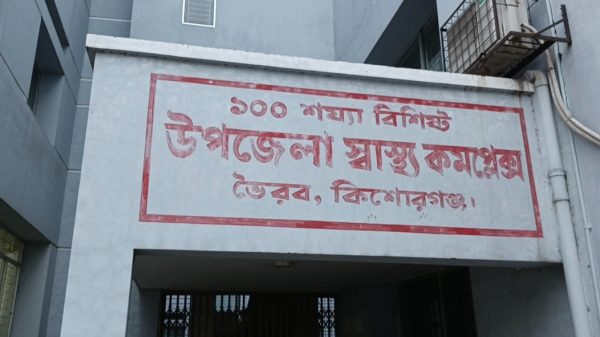 ১০০ শয্যা বিশিষ্ট
উপজেলা স্বাস্থ্য কমপ্লেক্স
ভৈরব, কিশোরগঞ্জ।